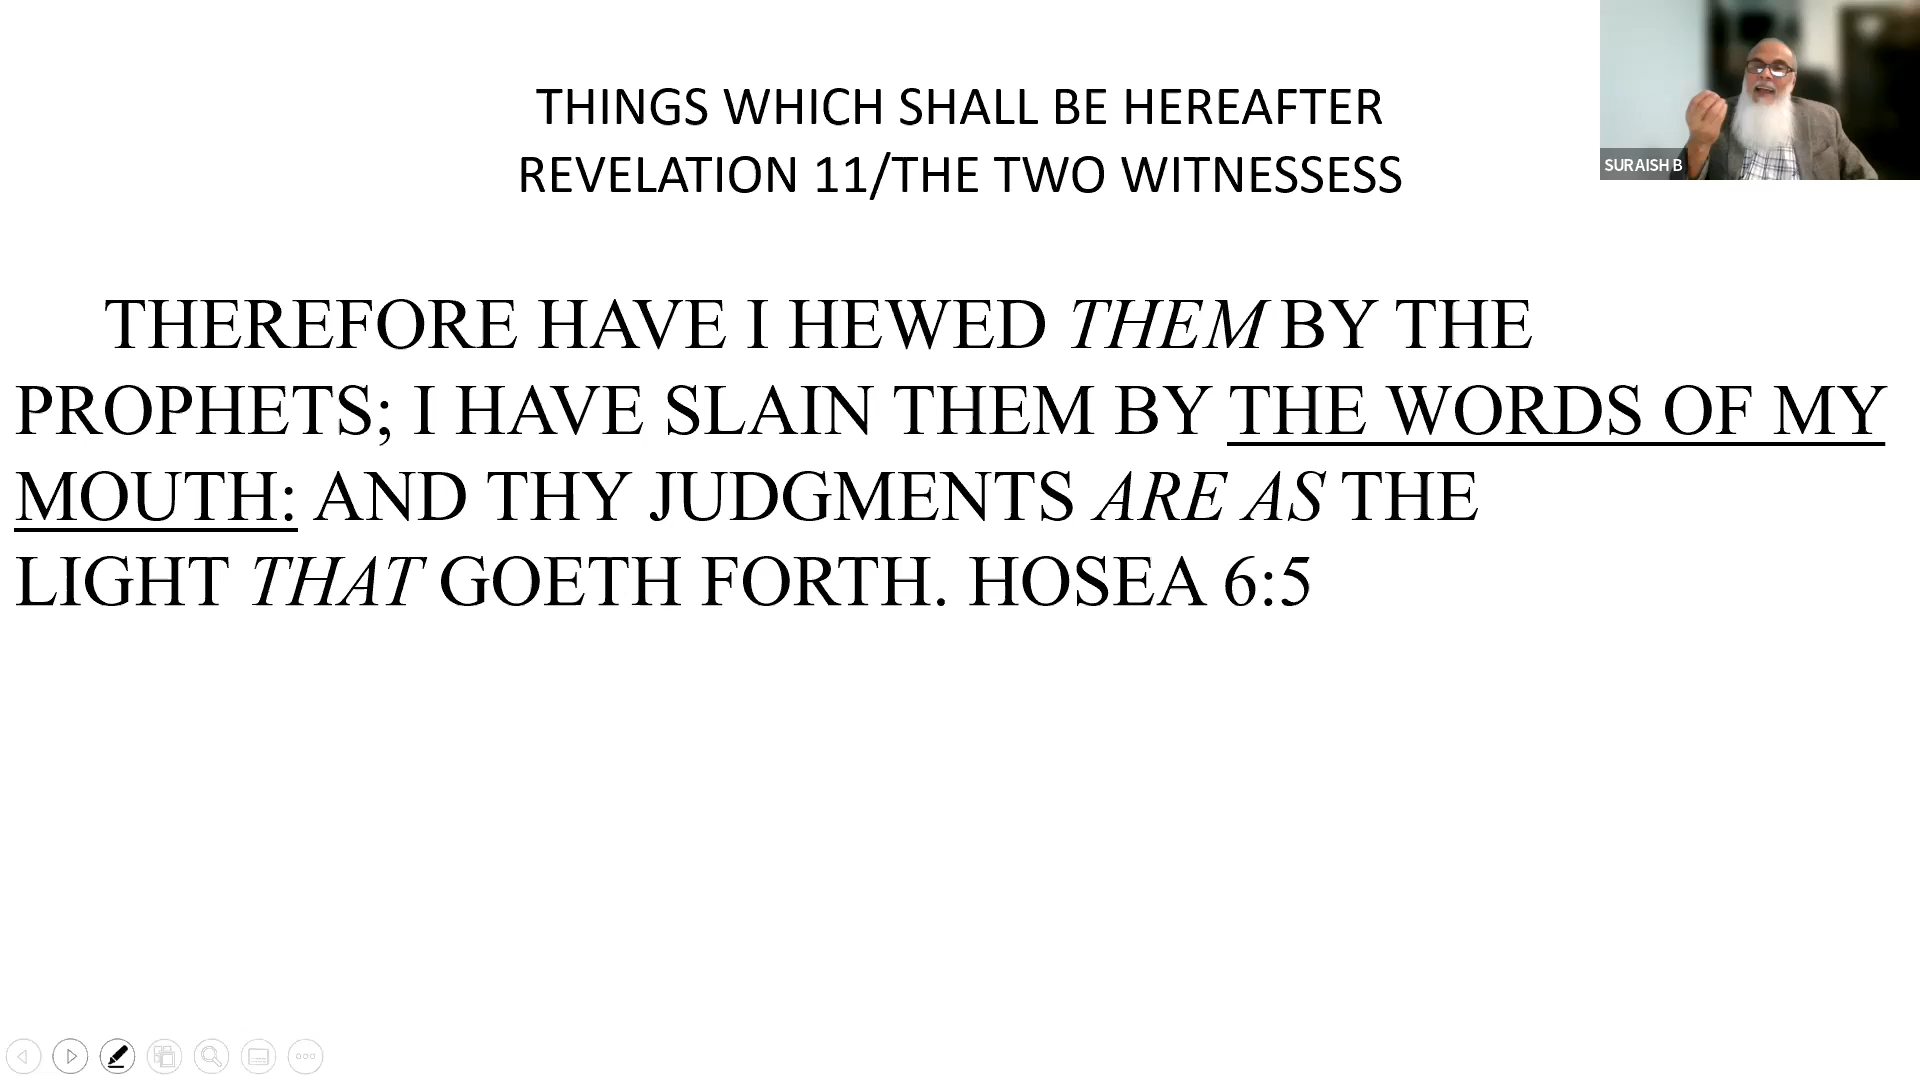 THINGS WHICH SHALL BE HEREAFTER
REVELATION 11/THE TWO WITNESSESS
SURAISH B
THEREFORE HAVE I HEWED THEM BY THE
PROPHETS; I HAVE SLAIN THEM BY THE WORDS OF MY
MOUTH: AND THY JUDGMENTS ARE AS THE
LIGHT THAT GOETH FORTH. HOSEA 6:5